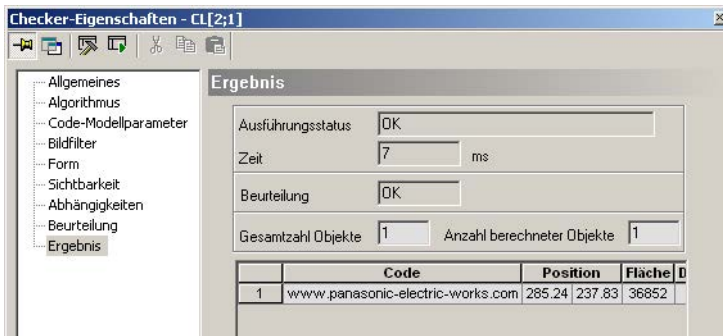 Checker-Eigenschaften - CL[2;1]
Allgemeines
Algorithmus
Code-Modellparameter
Bildfilter
Form
Sichtbarkeit
Abhängigkeiten
Beurteilung
Ergebnis
Ergebnis
Ausführungsstatus OK
Zeit 7 ms
Beurteilung OK
Gesamtzahl Objekte 1 Anzahl berechneter Objekte 1
Code Position Fläche D
1 www.panasonic-electric-works.com 285.24 237.83 36852